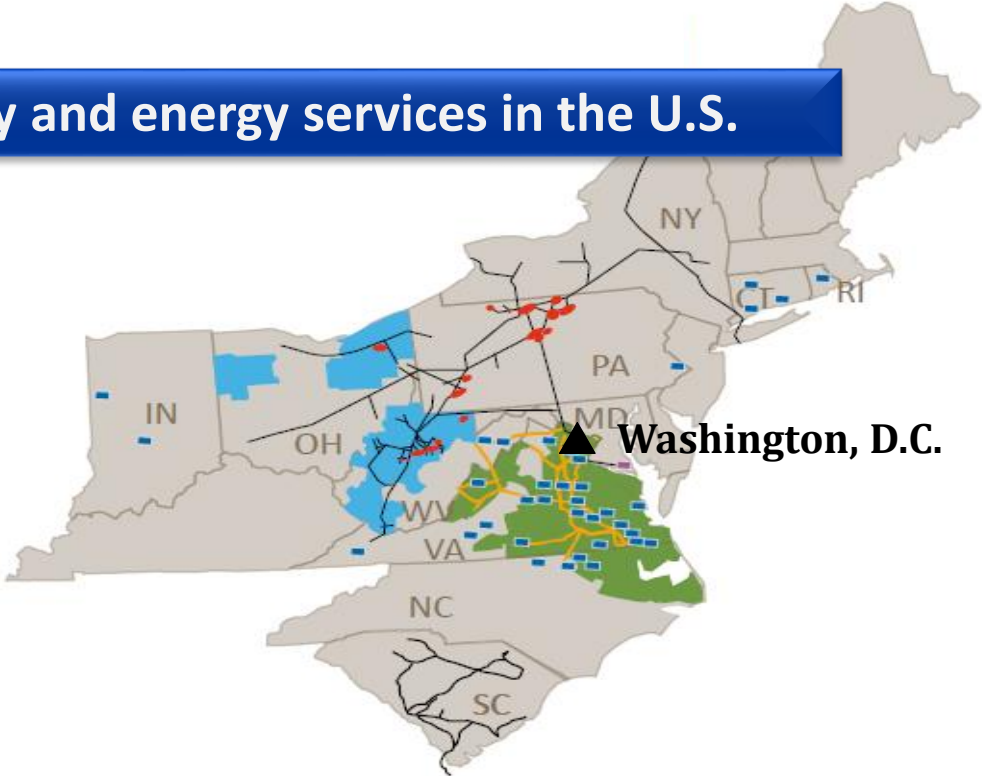 and energy services in the U.S.
NY
CT
RI
PA
IN
MD
OH
Washington, D.C.
WV
VA
NC
SC